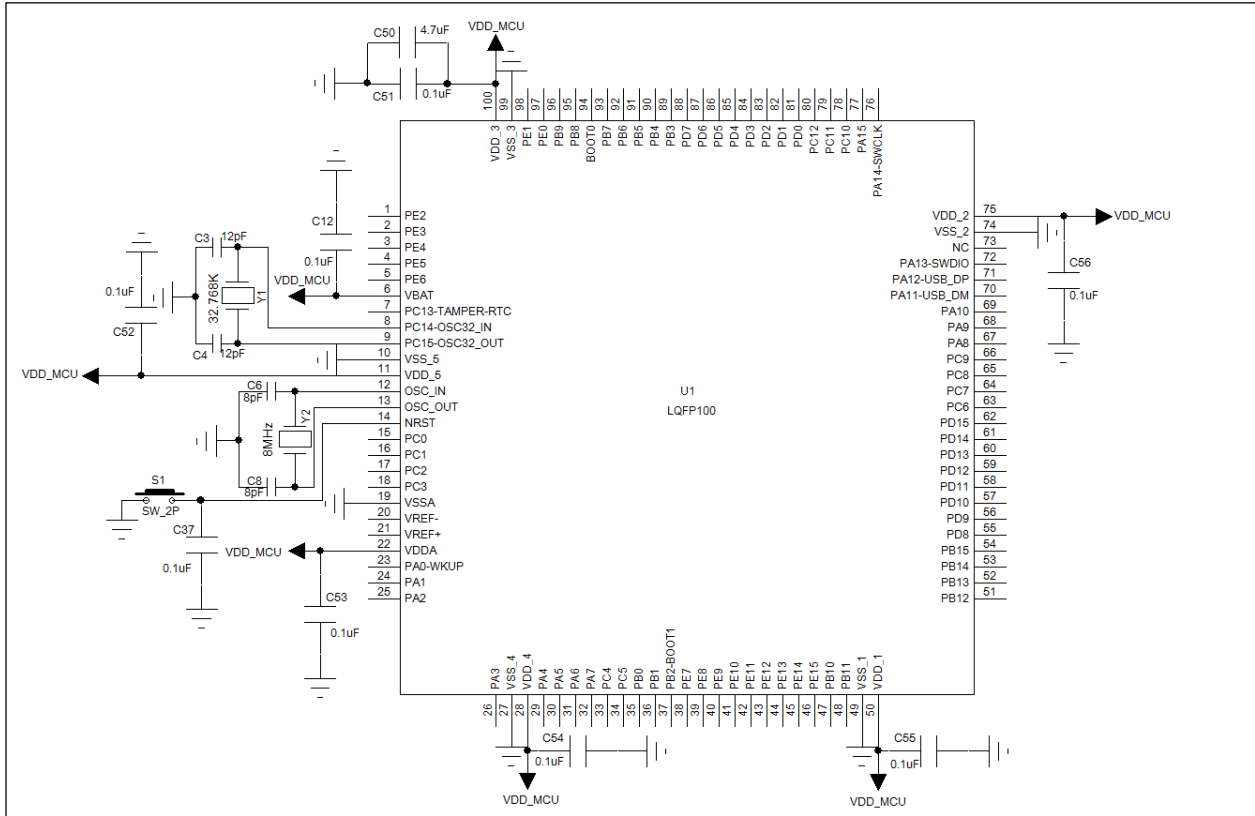 VDD_MCU
C50 4.7uF
C51 0.1uF
100 99 98 97 96 95 94 93 92 91 90 89 88 87 86 85 84 83 82 81 80 79 78 77 76
VDD_3 VSS_3 PE1 PE0 PB9 PB8 BOOT0 PB7 PB6 PB5 PB4 PB3 PD7 PD6 PD5 PD4 PD3 PD2 PD1 PD0 PC12 PC11 PC10 PA15 PA14-SWCLK
1 PE2
2 PE3
3 PE4
4 PE5
5 PE6
6 VBAT
7 PC13-TAMPER-RTC
8 PC14-OSC32_IN
9 PC15-OSC32_OUT
10 VSS_5
11 VDD_5
12 OSC_IN
13 OSC_OUT
14 NRST
15 PC0
16 PC1
17 PC2
18 PC3
19 VSSA
20 VREF-
21 VREF+
22 VDDA
23 PA0-WKUP
24 PA1
25 PA2
C12
0.1uF
VDD_MCU
C3 12pF
32.768K Y1
C4 12pF
0.1uF
C52
VDD_MCU
C6
8pF
8MHz Y2
C8
8pF
S1
SW_2P
C37
0.1uF
VDD_MCU
C53
0.1uF
U1
LQFP100
VDD_2 75
VSS_2 74
NC 73
PA13-SWDIO 72
PA12-USB_DP 71
PA11-USB_DM 70
PA10 69
PA9 68
PA8 67
PC9 66
PC8 65
PC7 64
PC6 63
PD15 62
PD14 61
PD13 60
PD12 59
PD11 58
PD10 57
PD9 56
PD8 55
PB15 54
PB14 53
PB13 52
PB12 51
VDD_MCU
C56
0.1uF
PA3 VSS_4 VDD_4 PA4 PA5 PA6 PA7 PC4 PC5 PB0 PB1 PB2-BOOT1 PE7 PE8 PE9 PE10 PE11 PE12 PE13 PE14 PE15 PB10 PB11 VSS_1 VDD_1
26 27 28 29 30 31 32 33 34 35 36 37 38 39 40 41 42 43 44 45 46 47 48 49 50
C54
0.1uF
VDD_MCU
C55
0.1uF
VDD_MCU